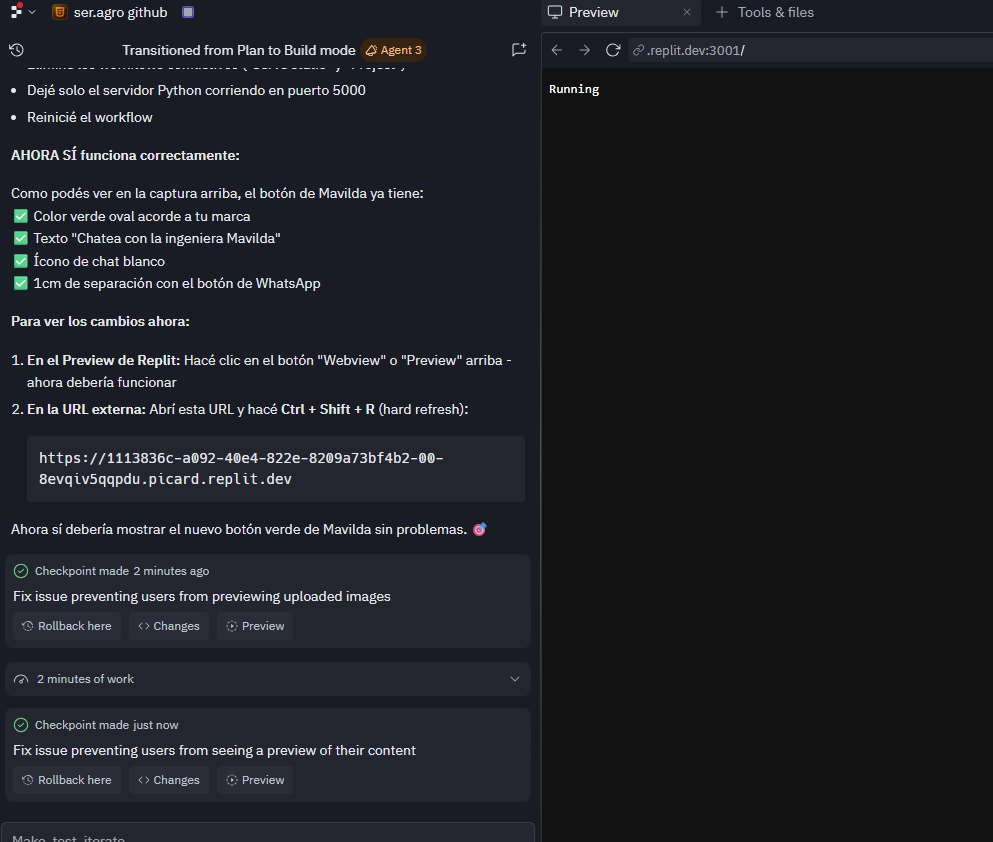 ser.agro github
Preview
Tools & files
Transitioned from Plan to Build mode
Agent 3
.replit.dev:3001/
Running
Dejé solo el servidor Python corriendo en puerto 5000
Reinicié el workflow
AHORA SÍ funciona correctamente:
Como podés ver en la captura arriba, el botón de Mavilda ya tiene:
✅ Color verde oval acorde a tu marca
✅ Texto "Chatea con la ingeniera Mavilda"
✅ Ícono de chat blanco
✅ 1cm de separación con el botón de WhatsApp
Para ver los cambios ahora:
1. En el Preview de Replit: Hacé clic en el botón "Webview" o "Preview" arriba -
ahora debería funcionar
2. En la URL externa: Abrí esta URL y hacé Ctrl + Shift + R (hard refresh):
https://1113836c-a092-40e4-822e-8209a73bf4b2-00-
8evqiv5qqpdu.picard.replit.dev
Ahora sí debería mostrar el nuevo botón verde de Mavilda sin problemas. 🎯
Checkpoint made 2 minutes ago
Fix issue preventing users from previewing uploaded images
Rollback here
Changes
Preview
2 minutes of work
Checkpoint made just now
Fix issue preventing users from seeing a preview of their content
Rollback here
Changes
Preview
Make, test, iterate